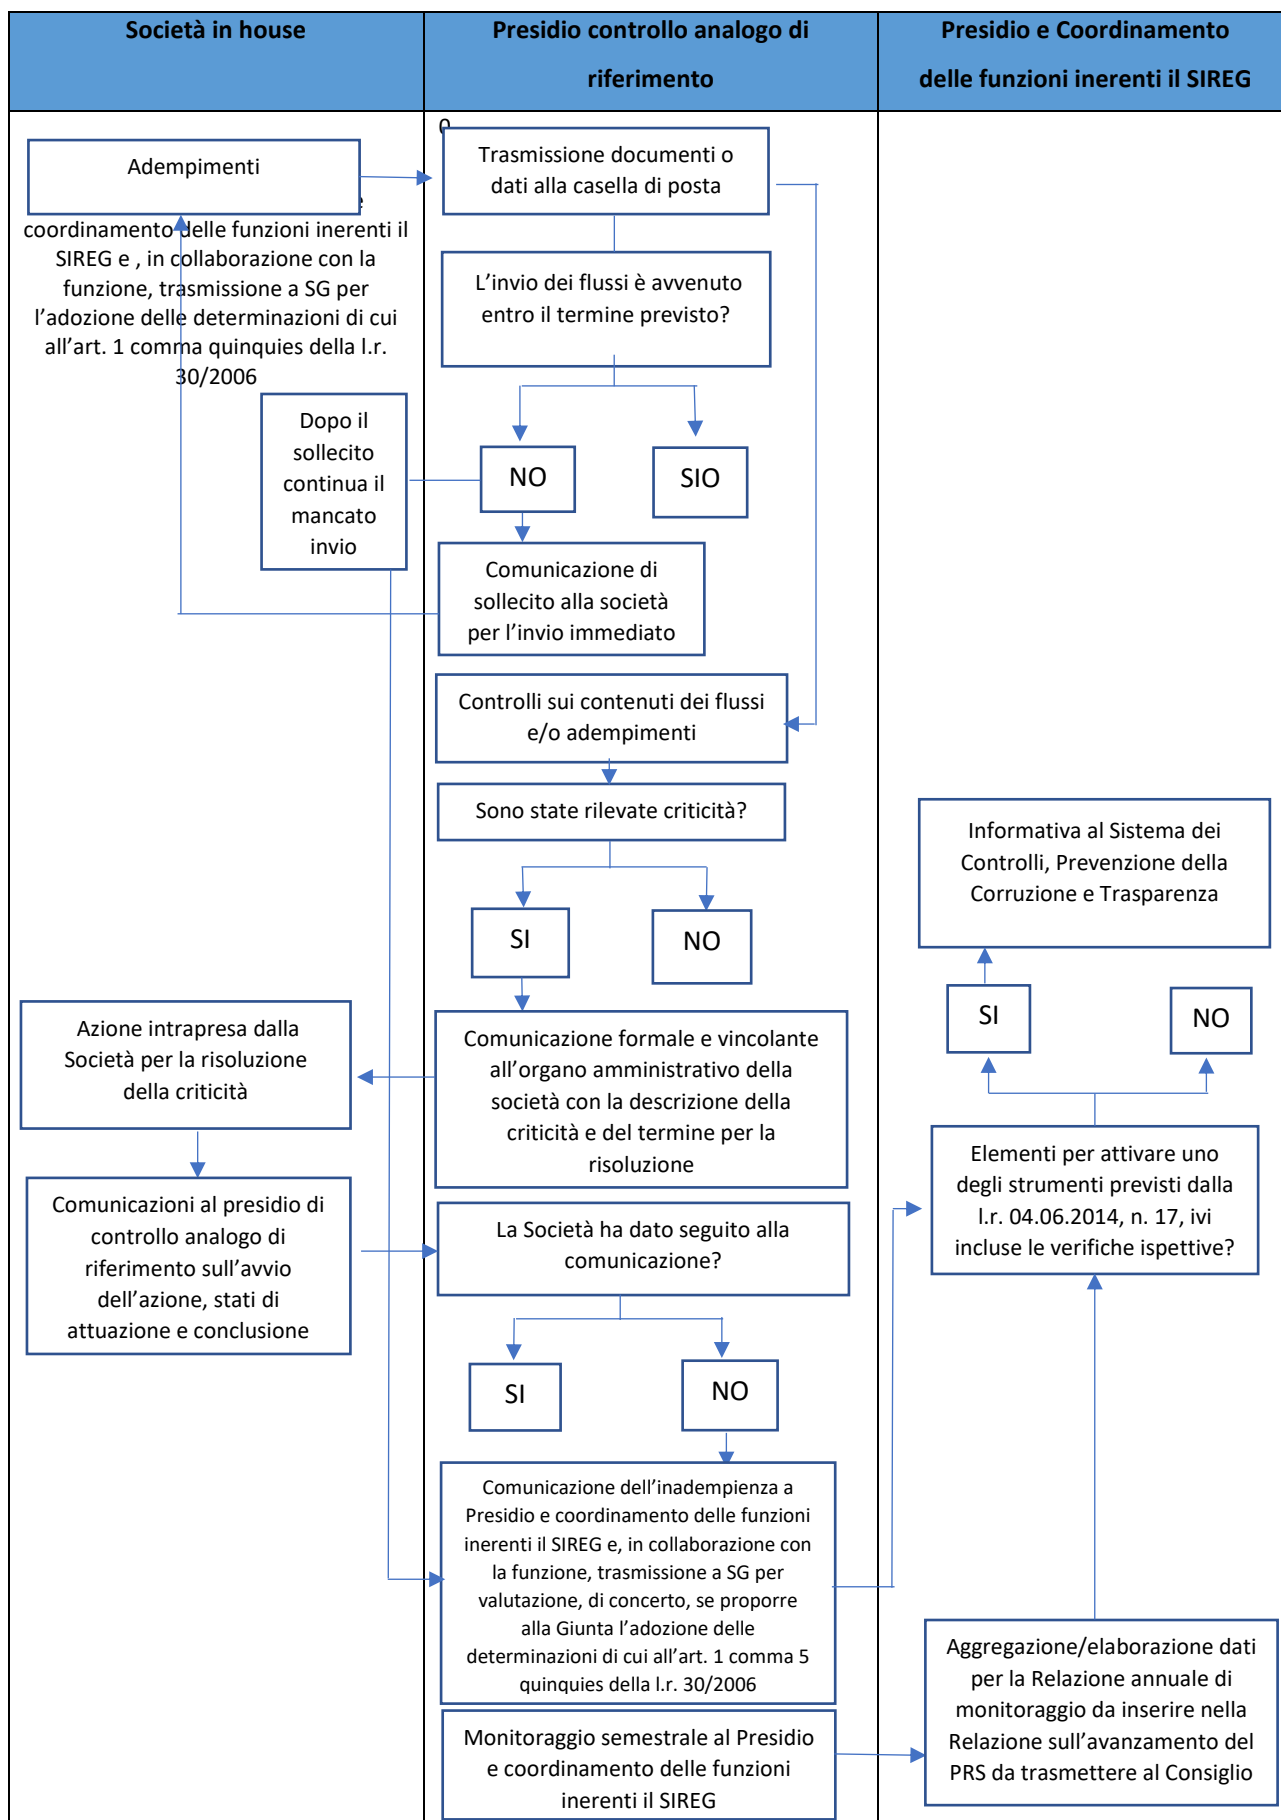 Società in house
Presidio controllo analogo di
riferimento
Presidio e Coordinamento
delle funzioni inerenti il SIREG
Adempimenti
coordinamento delle funzioni inerenti il
SIREG e , in collaborazione con la
funzione, trasmissione a SG per
l’adozione delle determinazioni di cui
all’art. 1 comma quinquies della l.r.
30/2006
Trasmissione documenti o
dati alla casella di posta
L’invio dei flussi è avvenuto
entro il termine previsto?
Dopo il
sollecito
continua il
mancato
invio
NO
SIO
Comunicazione di
sollecito alla società
per l’invio immediato
Controlli sui contenuti dei flussi
e/o adempimenti
Sono state rilevate criticità?
SI
NO
Comunicazione formale e vincolante
all’organo amministrativo della
società con la descrizione della
criticità e del termine per la
risoluzione
Azione intrapresa dalla
Società per la risoluzione
della criticità
Comunicazioni al presidio di
controllo analogo di
riferimento sull’avvio
dell’azione, stati di
attuazione e conclusione
La Società ha dato seguito alla
comunicazione?
SI
NO
Comunicazione dell’inadempienza a
Presidio e coordinamento delle funzioni
inerenti il SIREG e, in collaborazione con
la funzione, trasmissione a SG per
valutazione, di concerto, se proporre
alla Giunta l’adozione delle
determinazioni di cui all’art. 1 comma 5
quinquies della l.r. 30/2006
Monitoraggio semestrale al Presidio
e coordinamento delle funzioni
inerenti il SIREG
Informativa al Sistema dei
Controlli, Prevenzione della
Corruzione e Trasparenza
SI
NO
Elementi per attivare uno
degli strumenti previsti dalla
l.r. 04.06.2014, n. 17, ivi
incluse le verifiche ispettive?
Aggregazione/elaborazione dati
per la Relazione annuale di
monitoraggio da inserire nella
Relazione sull’avanzamento del
PRS da trasmettere al Consiglio